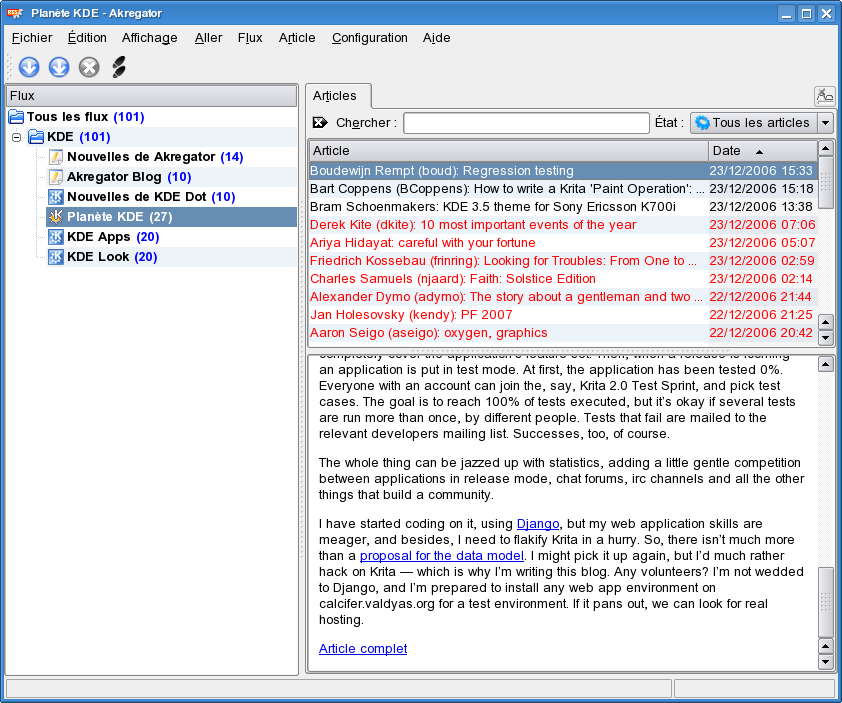 Planète KDE - Akregator
Fichier Édition Affichage Aller Flux Article Configuration Aide
Flux
Tous les flux (101)
KDE (101)
Nouvelles de Akregator (14)
Akregator Blog (10)
Nouvelles de KDE Dot (10)
Planète KDE (27)
KDE Apps (20)
KDE Look (20)
Articles
Chercher : État : Tous les articles
Article Date
Boudewijn Rempt (boud): Regression testing 23/12/2006 15:33
Bart Coppens (BCoppens): How to write a Krita 'Paint Operation': ... 23/12/2006 15:18
Bram Schoenmakers: KDE 3.5 theme for Sony Ericsson K700i 23/12/2006 13:38
Derek Kite (dkite): 10 most important events of the year 23/12/2006 07:06
Ariya Hidayat: careful with your fortune 23/12/2006 05:07
Friedrich Kossebau (frinring): Looking for Troubles: From One to ... 23/12/2006 02:59
Charles Samuels (njaard): Faith: Solstice Edition 23/12/2006 02:14
Alexander Dymo (adymo): The story about a gentleman and two ... 22/12/2006 21:44
Jan Holesovsky (kendy): PF 2007 22/12/2006 21:25
Aaron Seigo (aseigo): oxygen, graphics 22/12/2006 20:42
an application is put in test mode. At first, the application has been tested 0%.
Everyone with an account can join the, say, Krita 2.0 Test Sprint, and pick test
cases. The goal is to reach 100% of tests executed, but it's okay if several tests
are run more than once, by different people. Tests that fail are mailed to the
relevant developers mailing list. Successes, too, of course.
The whole thing can be jazzed up with statistics, adding a little gentle competition
between applications in release mode, chat forums, irc channels and all the other
things that build a community.
I have started coding on it, using Django, but my web application skills are
meager, and besides, I need to flakify Krita in a hurry. So, there isn't much more
than a proposal for the data model. I might pick it up again, but I'd much rather
hack on Krita — which is why I'm writing this blog. Any volunteers? I'm not wedded
to Django, and I'm prepared to install any web app environment on
calcifer.valdyas.org for a test environment. If it pans out, we can look for real
hosting.
Article complet